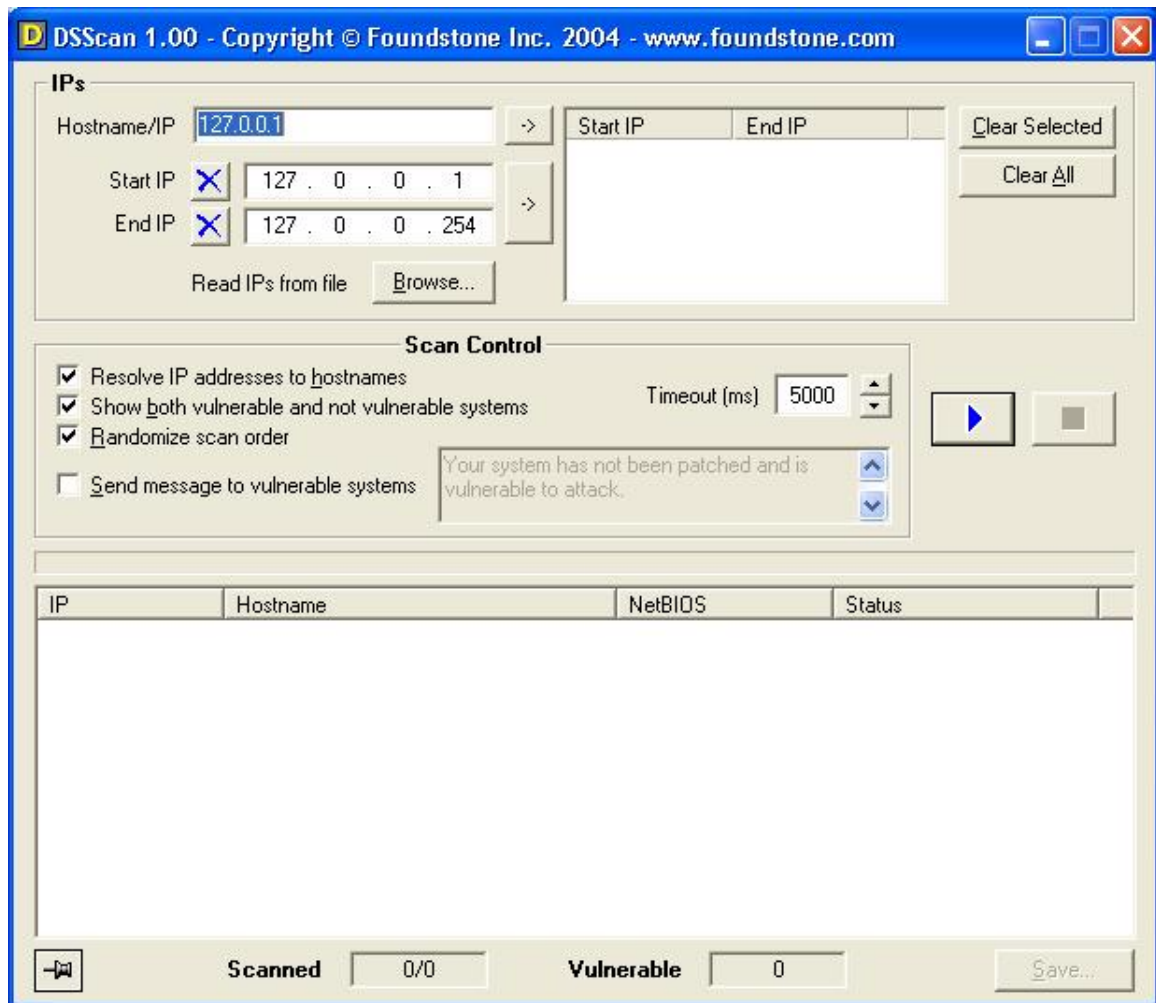 DSScan 1.00 - Copyright © Foundstone Inc. 2004 - www.foundstone.com
IPs
Hostname/IP 127.0.0.1 -> Start IP End IP Clear Selected
Start IP 127 . 0 . 0 . 1 -> Clear All
End IP 127 . 0 . 0 . 254
Read IPs from file Browse...
Scan Control
Resolve IP addresses to hostnames
Show both vulnerable and not vulnerable systems Timeout (ms) 5000
Randomize scan order
Send message to vulnerable systems Your system has not been patched and is
vulnerable to attack.
IP Hostname NetBIOS Status
Scanned 0/0 Vulnerable 0 Save...